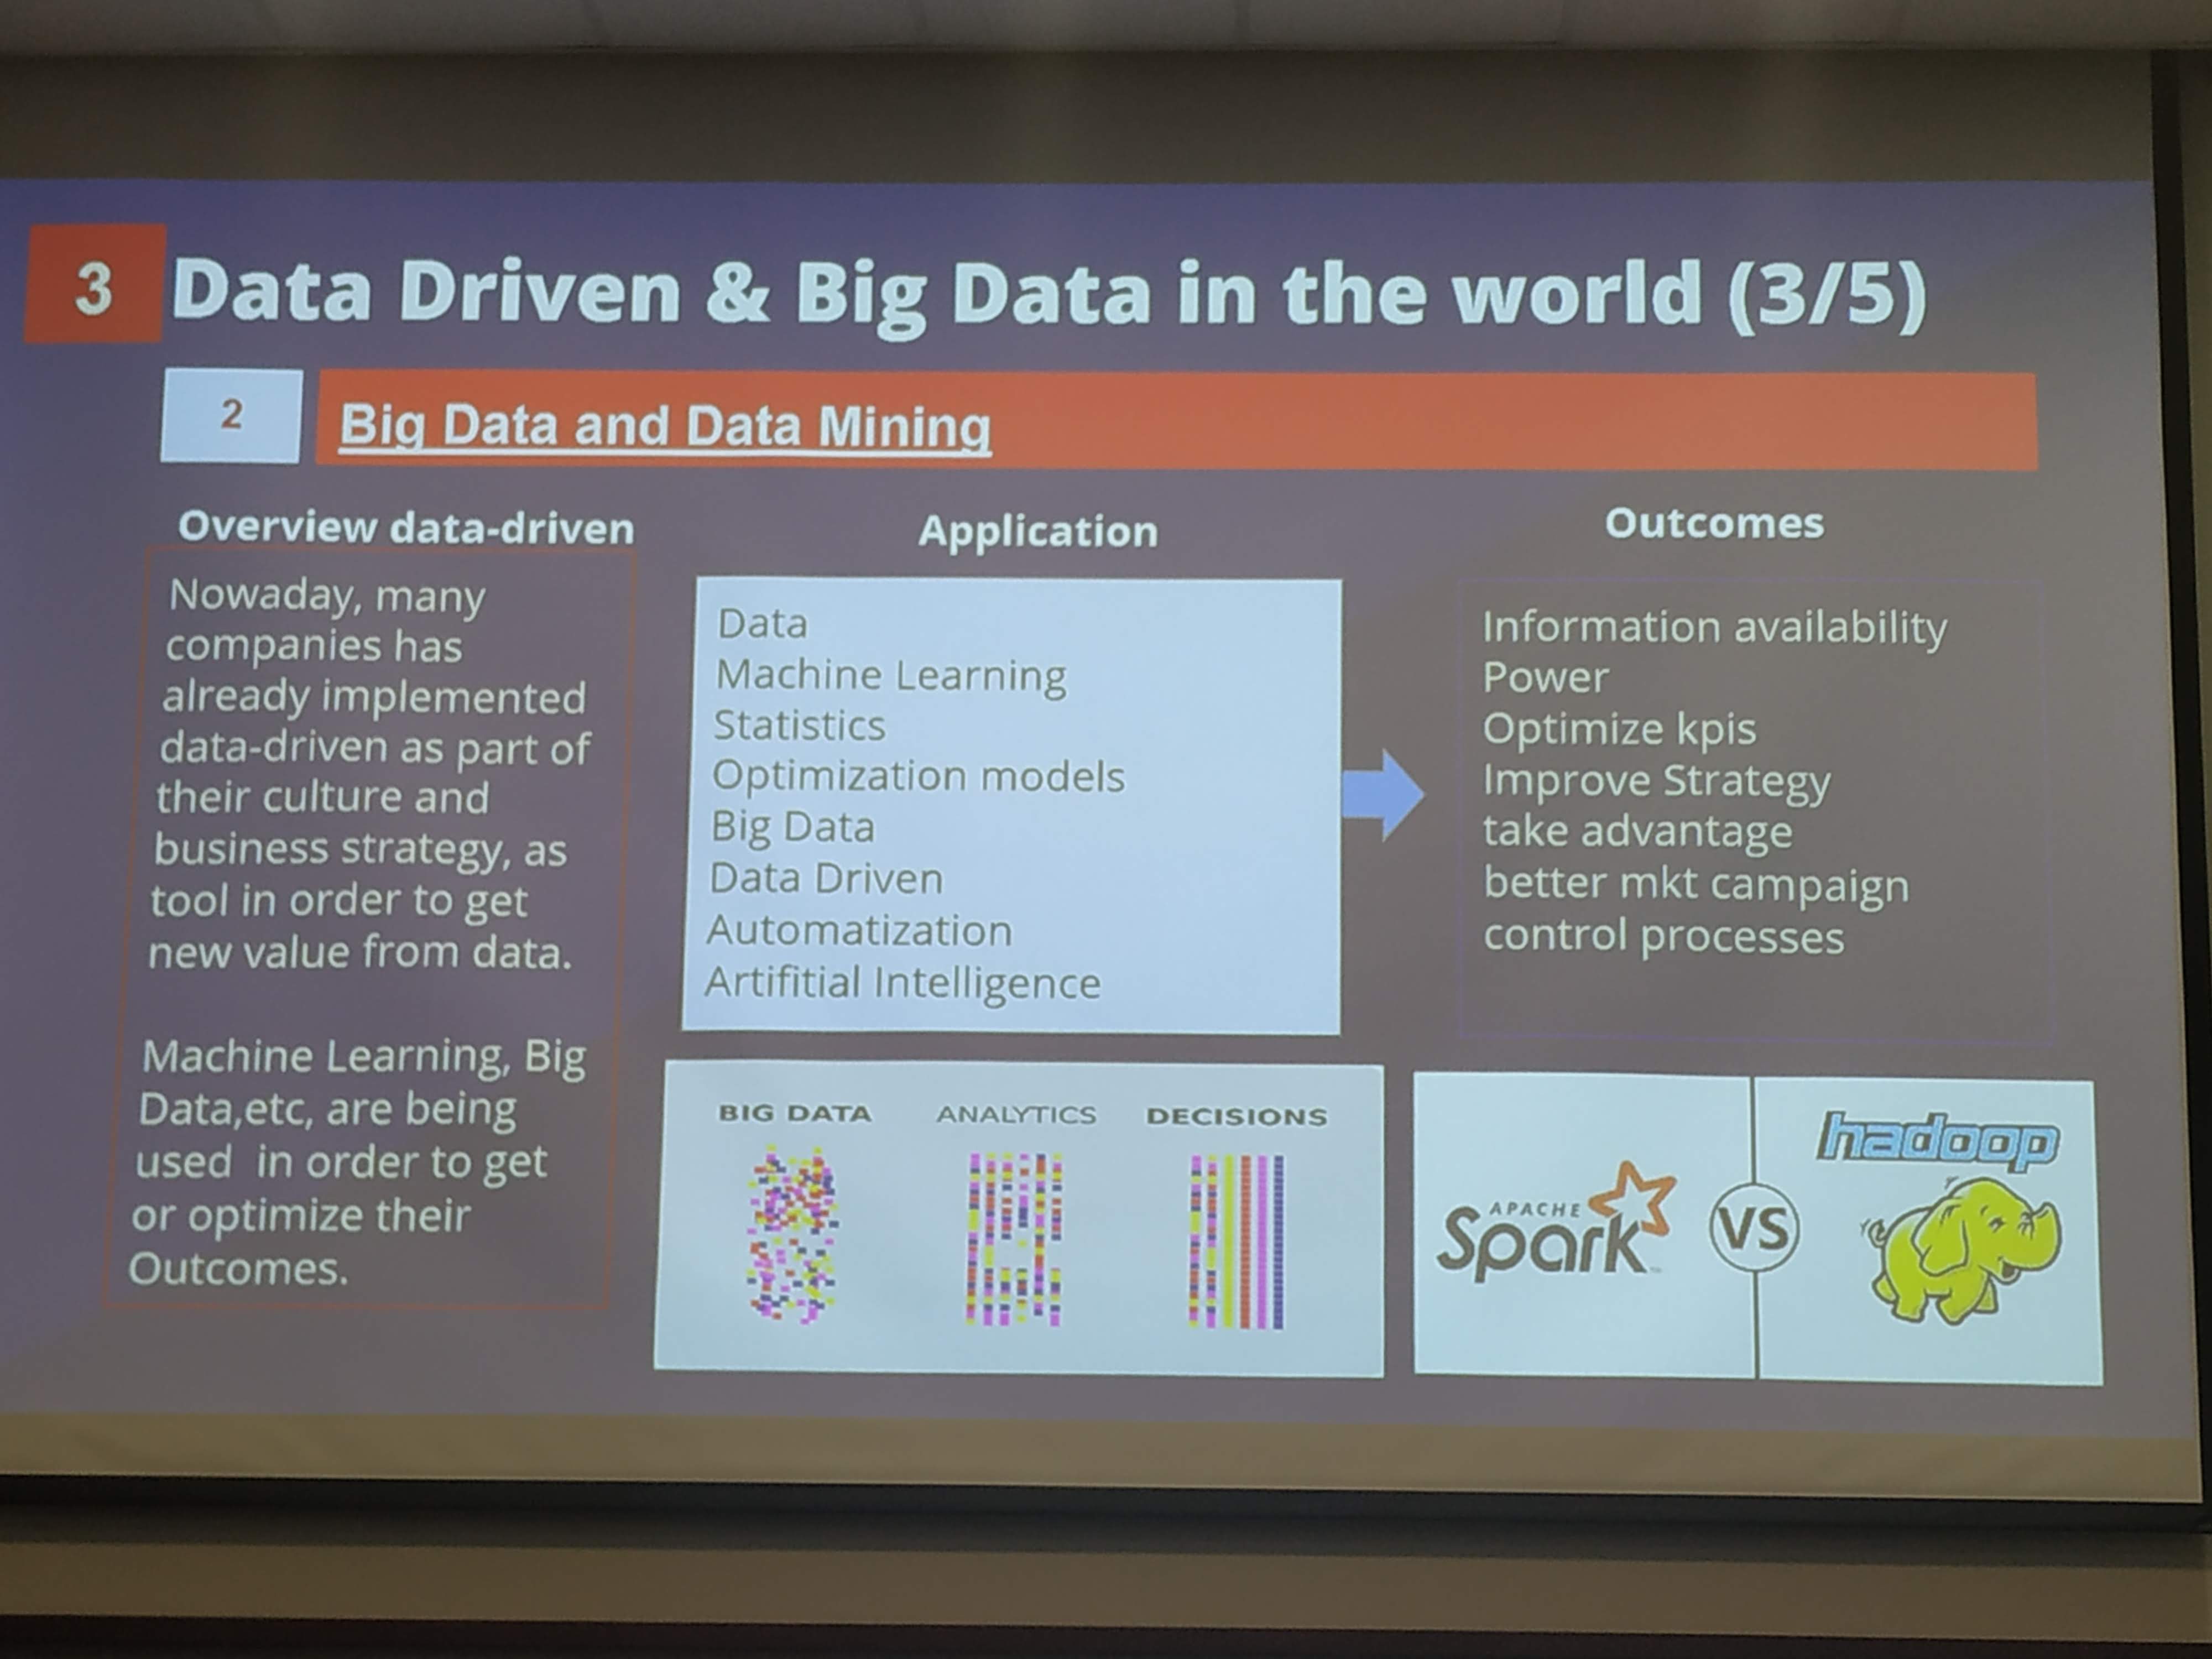 3
Data Driven & Big Data in the world (3/5)
2
Big Data and Data Mining
Overview data-driven
Nowaday, many
companies has
already implemented
data-driven as part of
their culture and
business strategy, as
tool in order to get
new value from data.
Machine Learning, Big
Data,etc, are being
used  in order to get
or optimize their
Outcomes.
Application
Data
Machine Learning
Statistics
Optimization models
Big Data
Data Driven
Automatization
Artifitial Intelligence
Outcomes
Information availability
Power
Optimize kpis
Improve Strategy
take advantage
better mkt campaign
control processes
BIG DATA
ANALYTICS
DECISIONS
APACHE
Spark
VS
hadoop